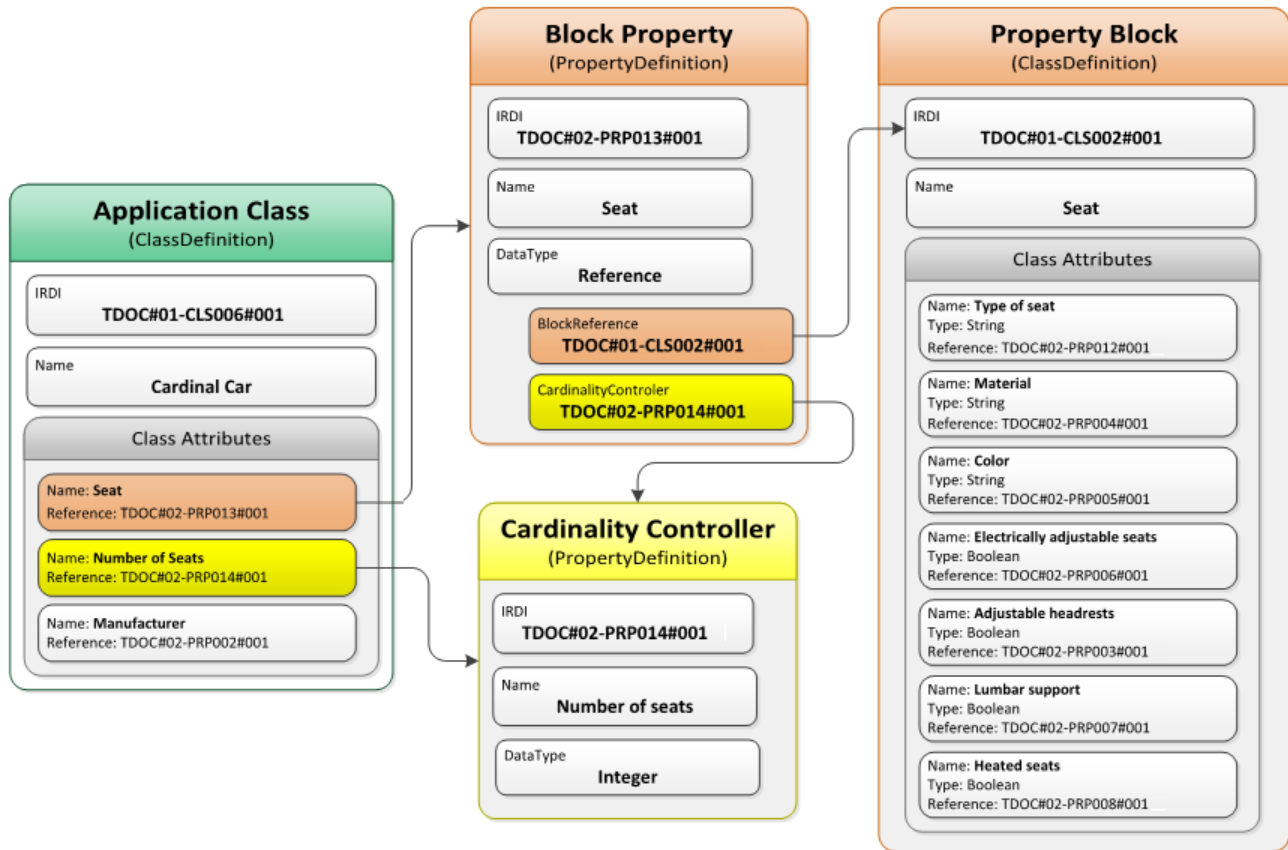 Application Class
(ClassDefinition)
IRDI
TDOC#01-CLS006#001
Name
Cardinal Car
Class Attributes
Name: Seat
Reference: TDOC#02-PRP013#001
Name: Number of Seats
Reference: TDOC#02-PRP014#001
Name: Manufacturer
Reference: TDOC#02-PRP002#001
Block Property
(PropertyDefinition)
IRDI
TDOC#02-PRP013#001
Name
Seat
DataType
Reference
BlockReference
TDOC#01-CLS002#001
CardinalityControler
TDOC#02-PRP014#001
Cardinality Controller
(PropertyDefinition)
IRDI
TDOC#02-PRP014#001
Name
Number of seats
DataType
Integer
Property Block
(ClassDefinition)
IRDI
TDOC#01-CLS002#001
Name
Seat
Class Attributes
Name: Type of seat
Type: String
Reference: TDOC#02-PRP012#001
Name: Material
Type: String
Reference: TDOC#02-PRP004#001
Name: Color
Type: String
Reference: TDOC#02-PRP005#001
Name: Electrically adjustable seats
Type: Boolean
Reference: TDOC#02-PRP006#001
Name: Adjustable headrests
Type: Boolean
Reference: TDOC#02-PRP003#001
Name: Lumbar support
Type: Boolean
Reference: TDOC#02-PRP007#001
Name: Heated seats
Type: Boolean
Reference: TDOC#02-PRP008#001